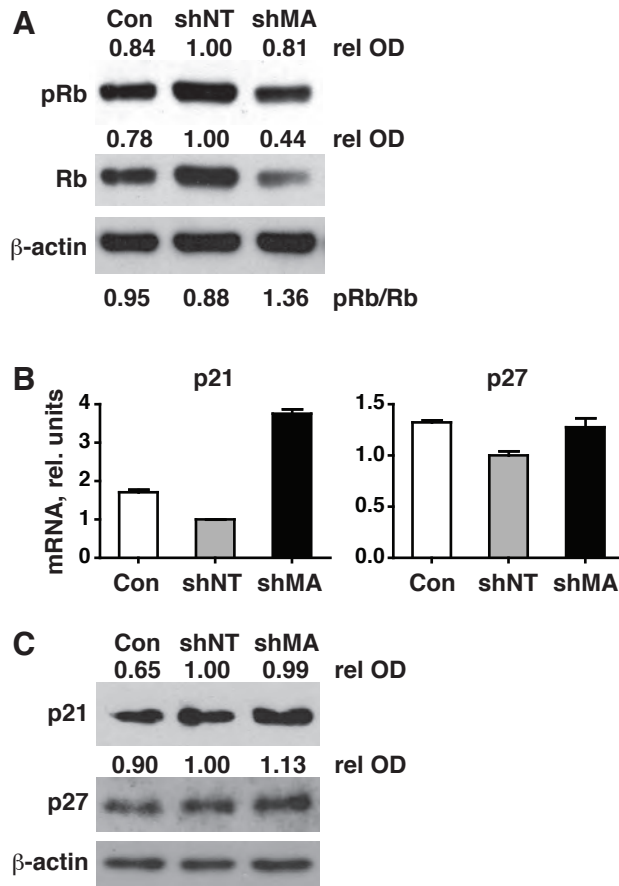 A
Con shNT shMA
0.84 1.00 0.81 rel OD
pRb
0.78 1.00 0.44 rel OD
Rb
β-actin
0.95 0.88 1.36 pRb/Rb
B
p21 p27
mRNA, rel. units
4
3
2
1
0
Con shNT shMA
1.5
1.0
0.5
0.0
Con shNT shMA
C
Con shNT shMA
0.65 1.00 0.99 rel OD
p21
0.90 1.00 1.13 rel OD
p27
β-actin